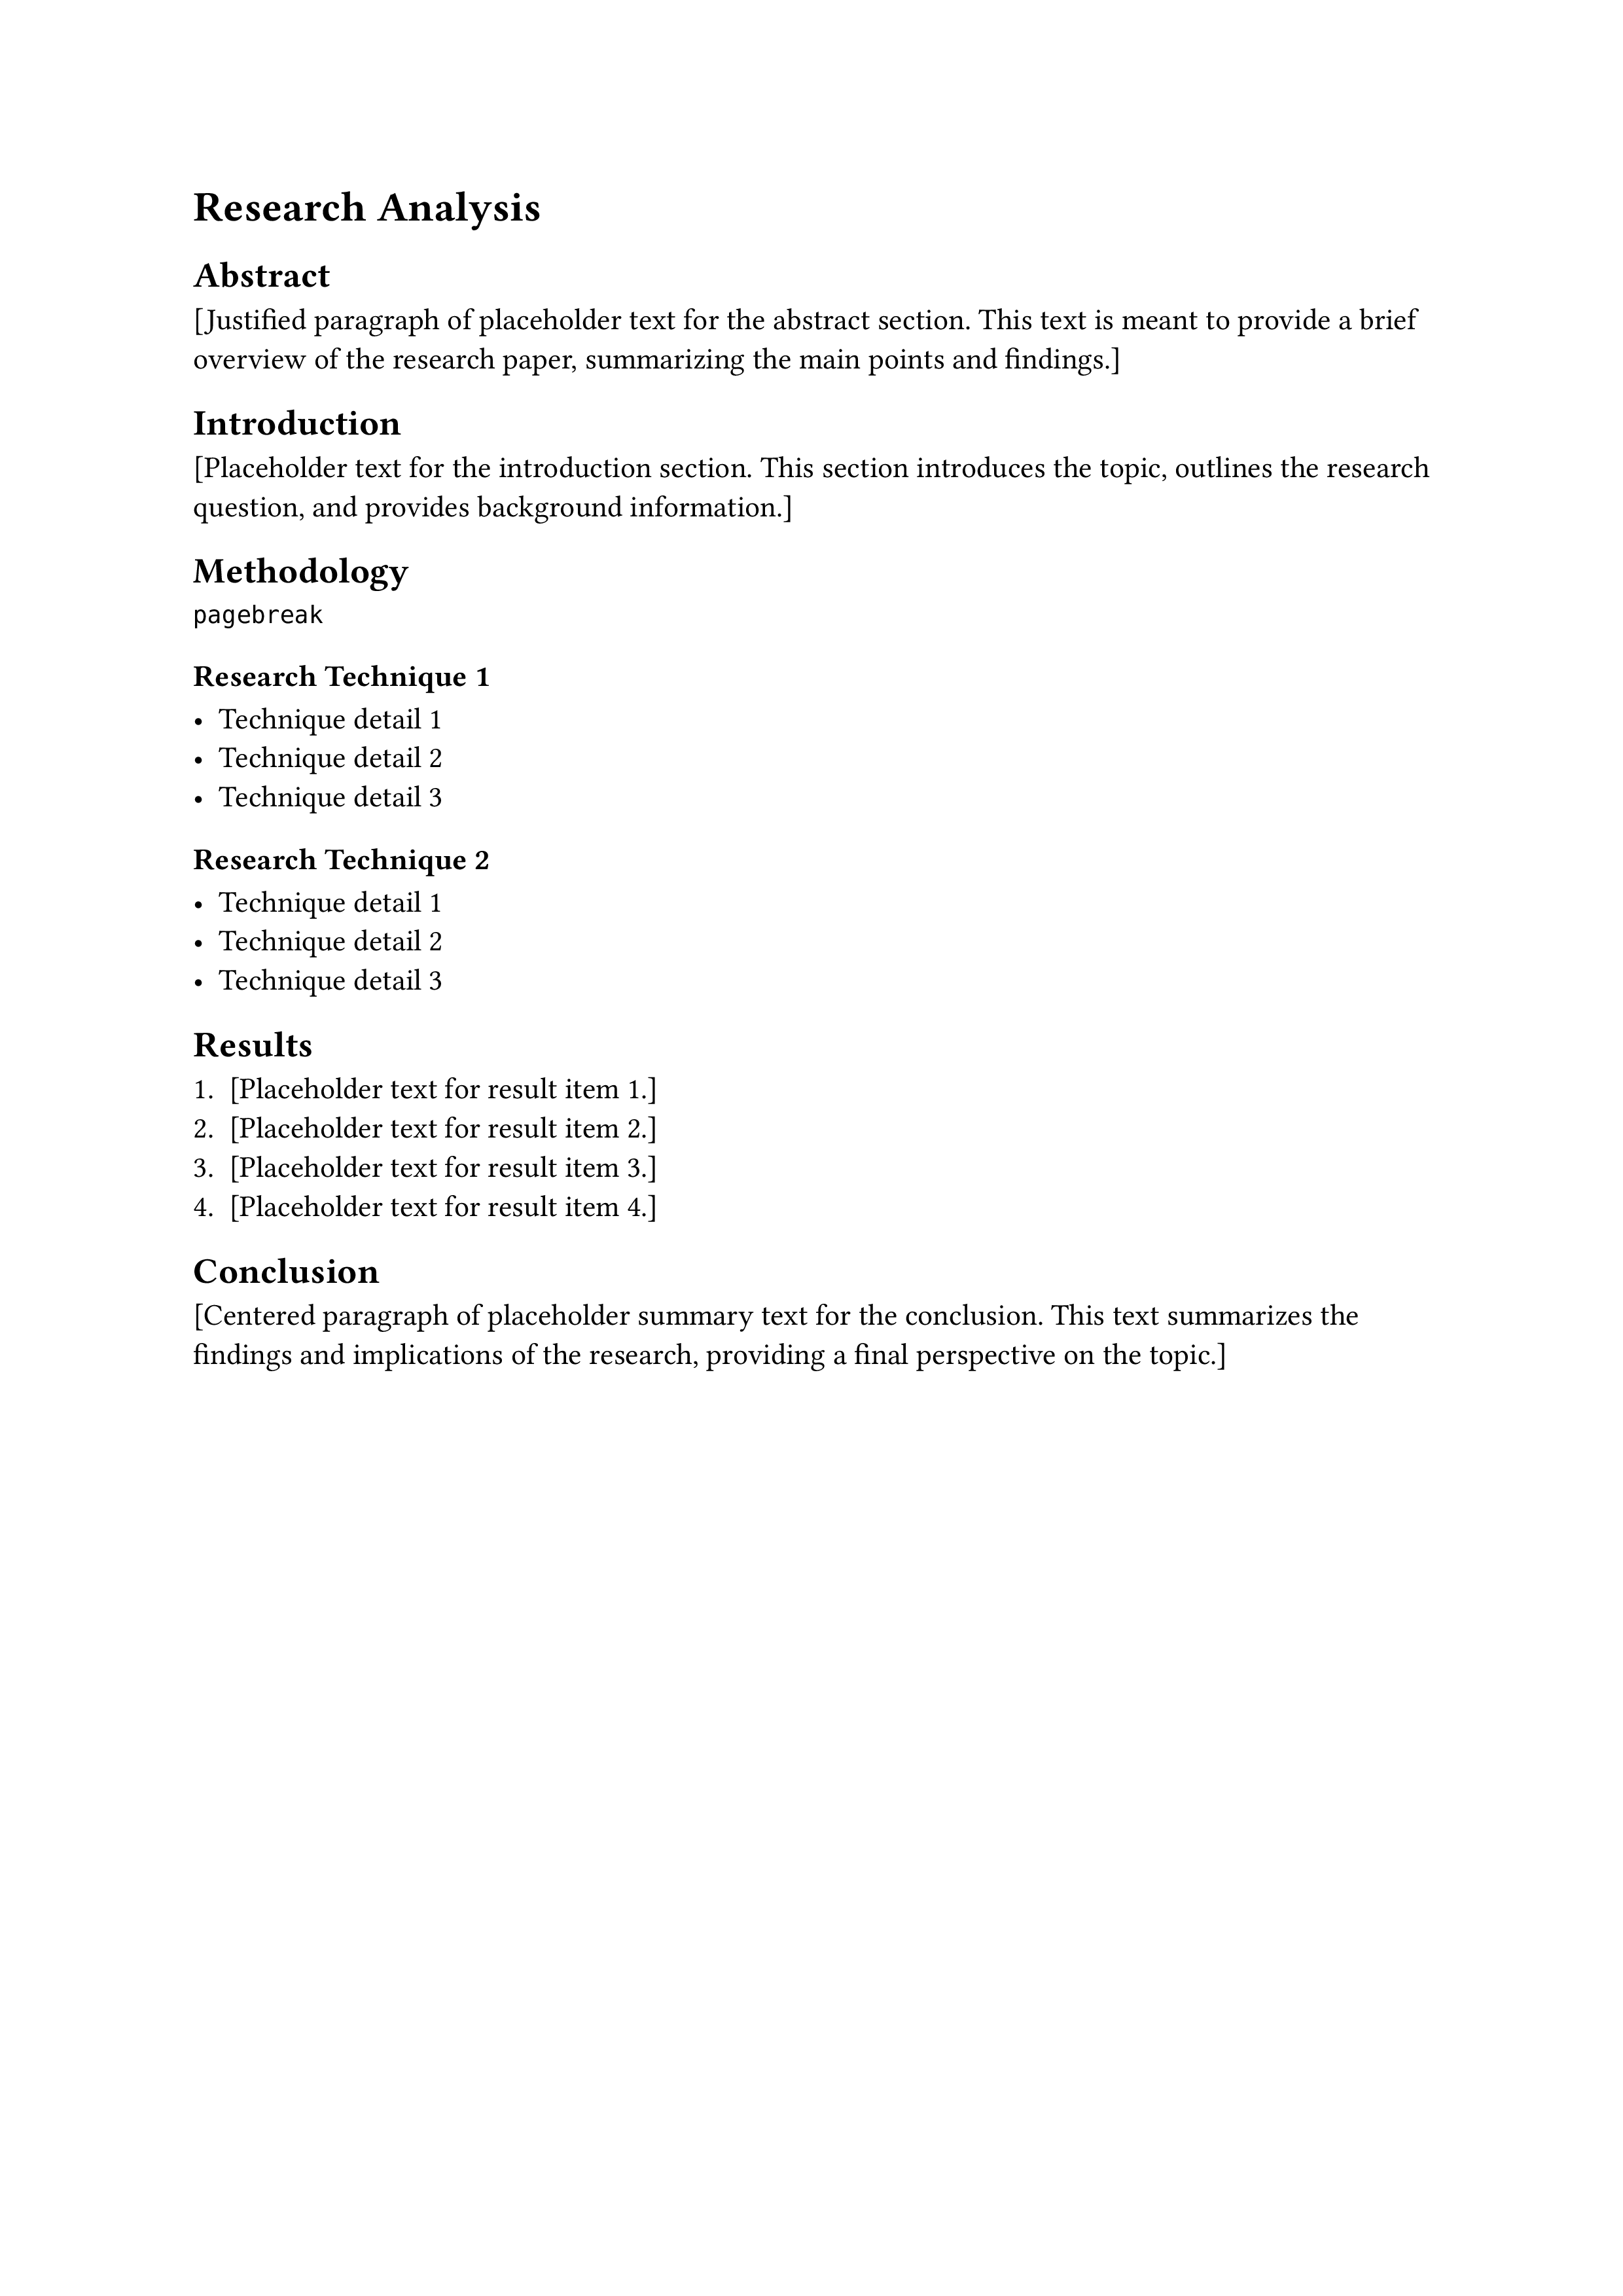 Research Analysis
Abstract
[Justified paragraph of placeholder text for the abstract section. This text is meant to provide a brief
overview of the research paper, summarizing the main points and findings.]
Introduction
[Placeholder text for the introduction section. This section introduces the topic, outlines the research
question, and provides background information.]
Methodology
pagebreak
Research Technique 1
• Technique detail 1
• Technique detail 2
• Technique detail 3
Research Technique 2
• Technique detail 1
• Technique detail 2
• Technique detail 3
Results
1. [Placeholder text for result item 1.]
2. [Placeholder text for result item 2.]
3. [Placeholder text for result item 3.]
4. [Placeholder text for result item 4.]
Conclusion
[Centered paragraph of placeholder summary text for the conclusion. This text summarizes the
findings and implications of the research, providing a final perspective on the topic.]